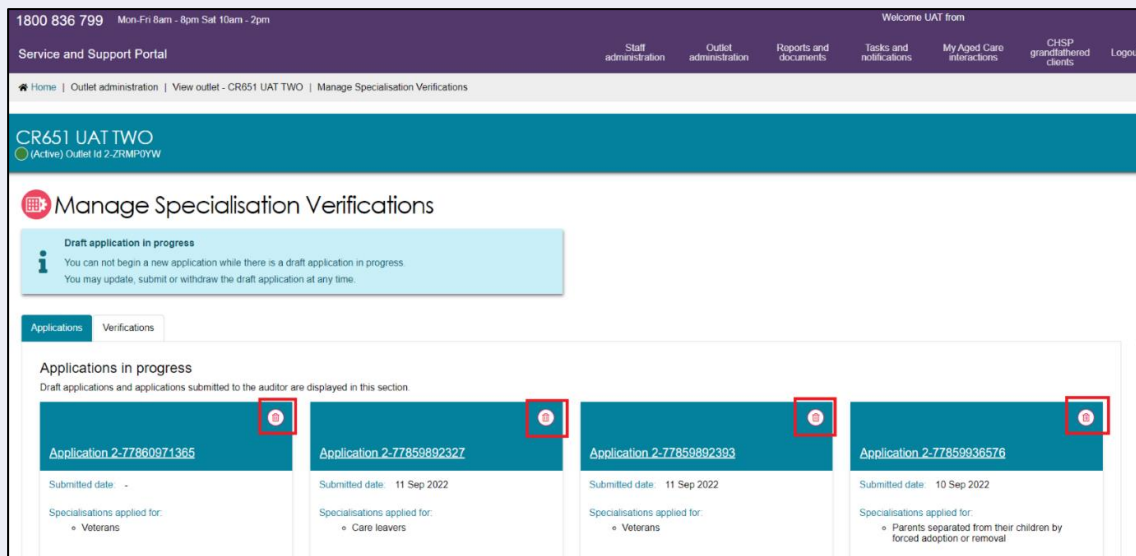 1800 836 799 Mon-Fri 8am - 8pm Sat 10am - 2pm
Welcome UAT from
Service and Support Portal
Staff administration
Outlet administration
Reports and documents
Tasks and notifications
My Aged Care interactions
CHSP grandfathered clients
Logou
Home | Outlet administration | View outlet - CR651 UAT TWO | Manage Specialisation Verifications
CR651 UAT TWO
(Active) Outlet Id 2-ZRMP0YW
Manage Specialisation Verifications
Draft application in progress
You can not begin a new application while there is a draft application in progress.
You may update, submit or withdraw the draft application at any time.
Applications Verifications
Applications in progress
Draft applications and applications submitted to the auditor are displayed in this section.
Application 2-77860971365
Submitted date: -
Specialisations applied for:
Veterans
Application 2-77859892327
Submitted date: 11 Sep 2022
Specialisations applied for:
Care leavers
Application 2-77859892393
Submitted date: 11 Sep 2022
Specialisations applied for:
Veterans
Application 2-77859936576
Submitted date: 10 Sep 2022
Specialisations applied for:
Parents separated from their children by
forced adoption or removal